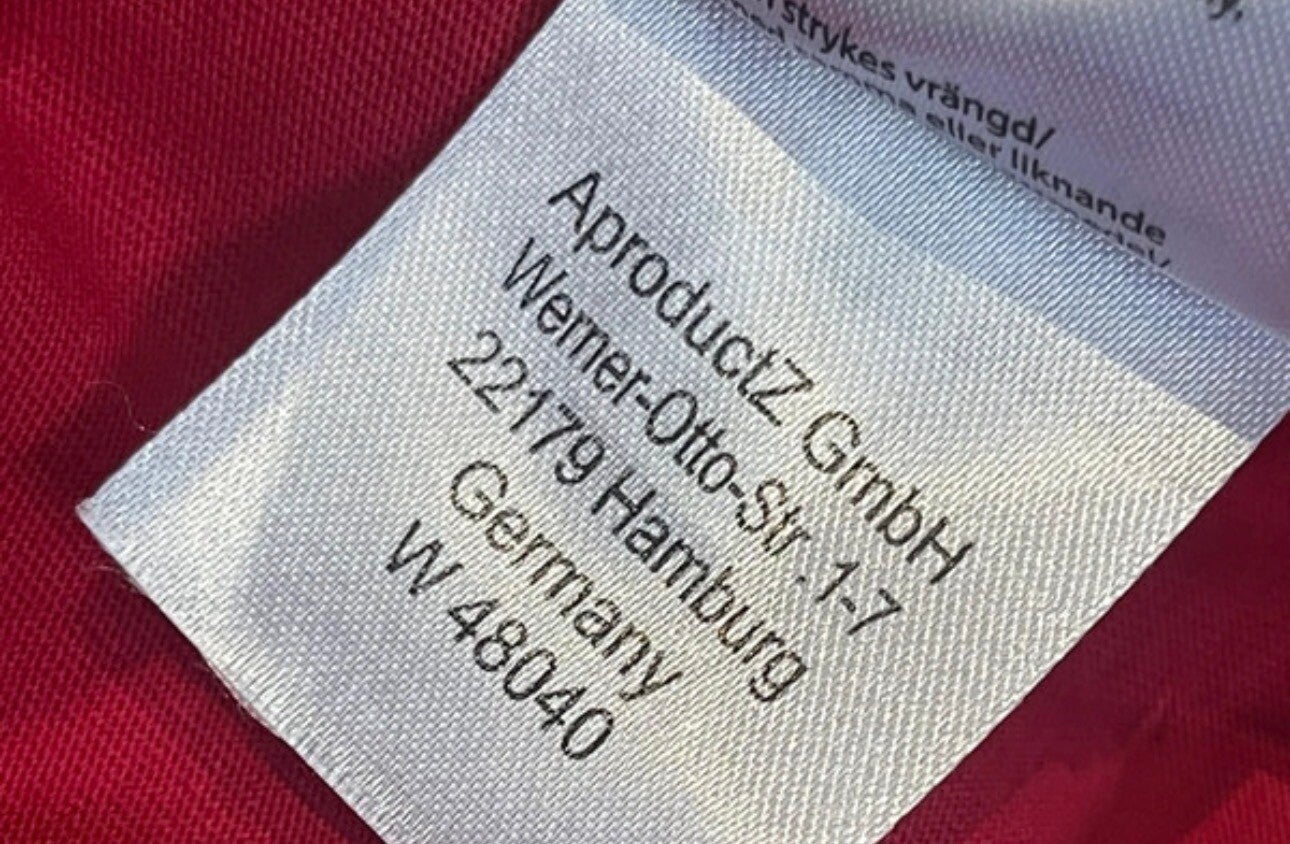 strykes vrängd/
eller liknande
AproductZ GmbH
Werner-Otto-Str. 1-7
22179 Hamburg
Germany
W 48040